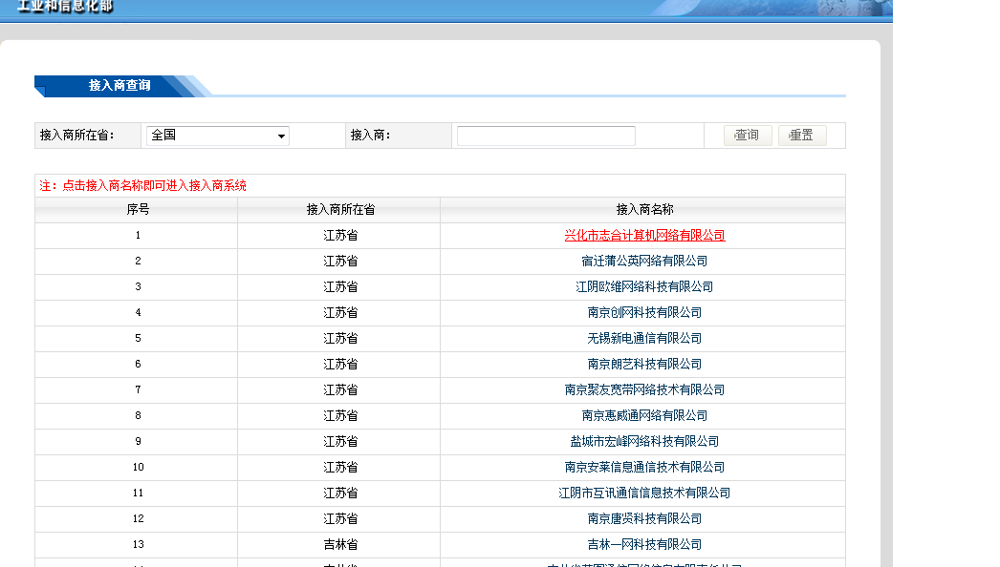 工业和信息化部
接入商查询
接入商所在省： 全国 接入商： 查询 重置
注：点击接入商名称即可进入接入商系统
序号 接入商所在省 接入商名称
1 江苏省 兴化市志合计算机网络有限公司
2 江苏省 宿迁蒲公英网络有限公司
3 江苏省 江阴欧维网络科技有限公司
4 江苏省 南京创网科技有限公司
5 江苏省 无锡新电通信有限公司
6 江苏省 南京朗艺科技有限公司
7 江苏省 南京聚友宽带网络技术有限公司
8 江苏省 南京惠威通网络有限公司
9 江苏省 盐城市宏峰网络科技有限公司
10 江苏省 南京安莱信息通信技术有限公司
11 江苏省 江阴市互讯通信信息技术有限公司
12 江苏省 南京唐贤科技有限公司
13 吉林省 吉林一网科技有限公司